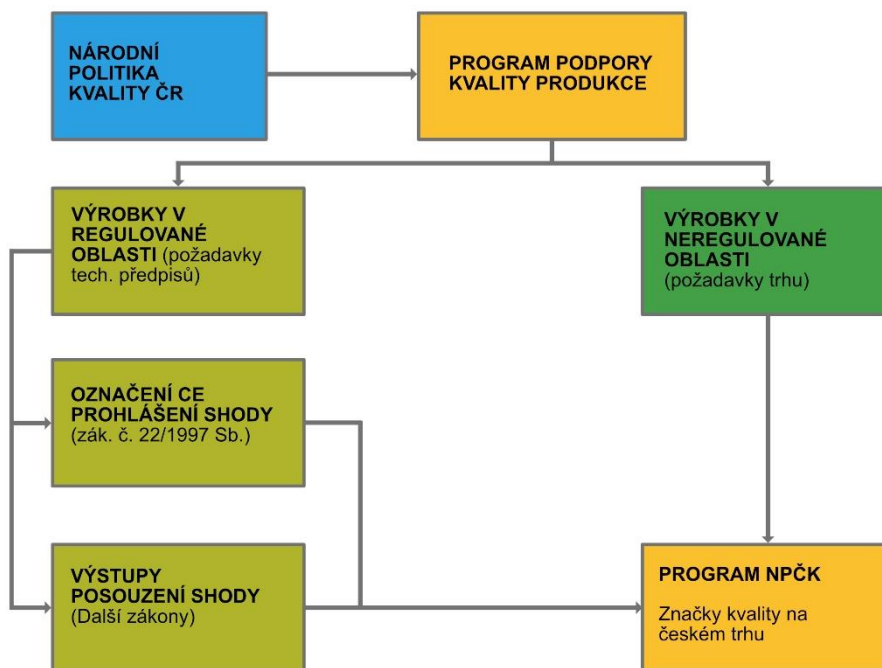 NÁRODNÍ
POLITIKA
KVALITY ČR
PROGRAM PODPORY
KVALITY PRODUKCE
VÝROBKY V
REGULOVANÉ
OBLASTI (požadavky
tech. předpisů)
VÝROBKY V
NEREGULOVANÉ
OBLASTI
(požadavky trhu)
OZNAČENÍ CE
PROHLÁŠENÍ SHODY
(zák. č. 22/1997 Sb.)
VÝSTUPY
POSOUZENÍ SHODY
(Další zákony)
PROGRAM NPČK
Značky kvality na
českém trhu